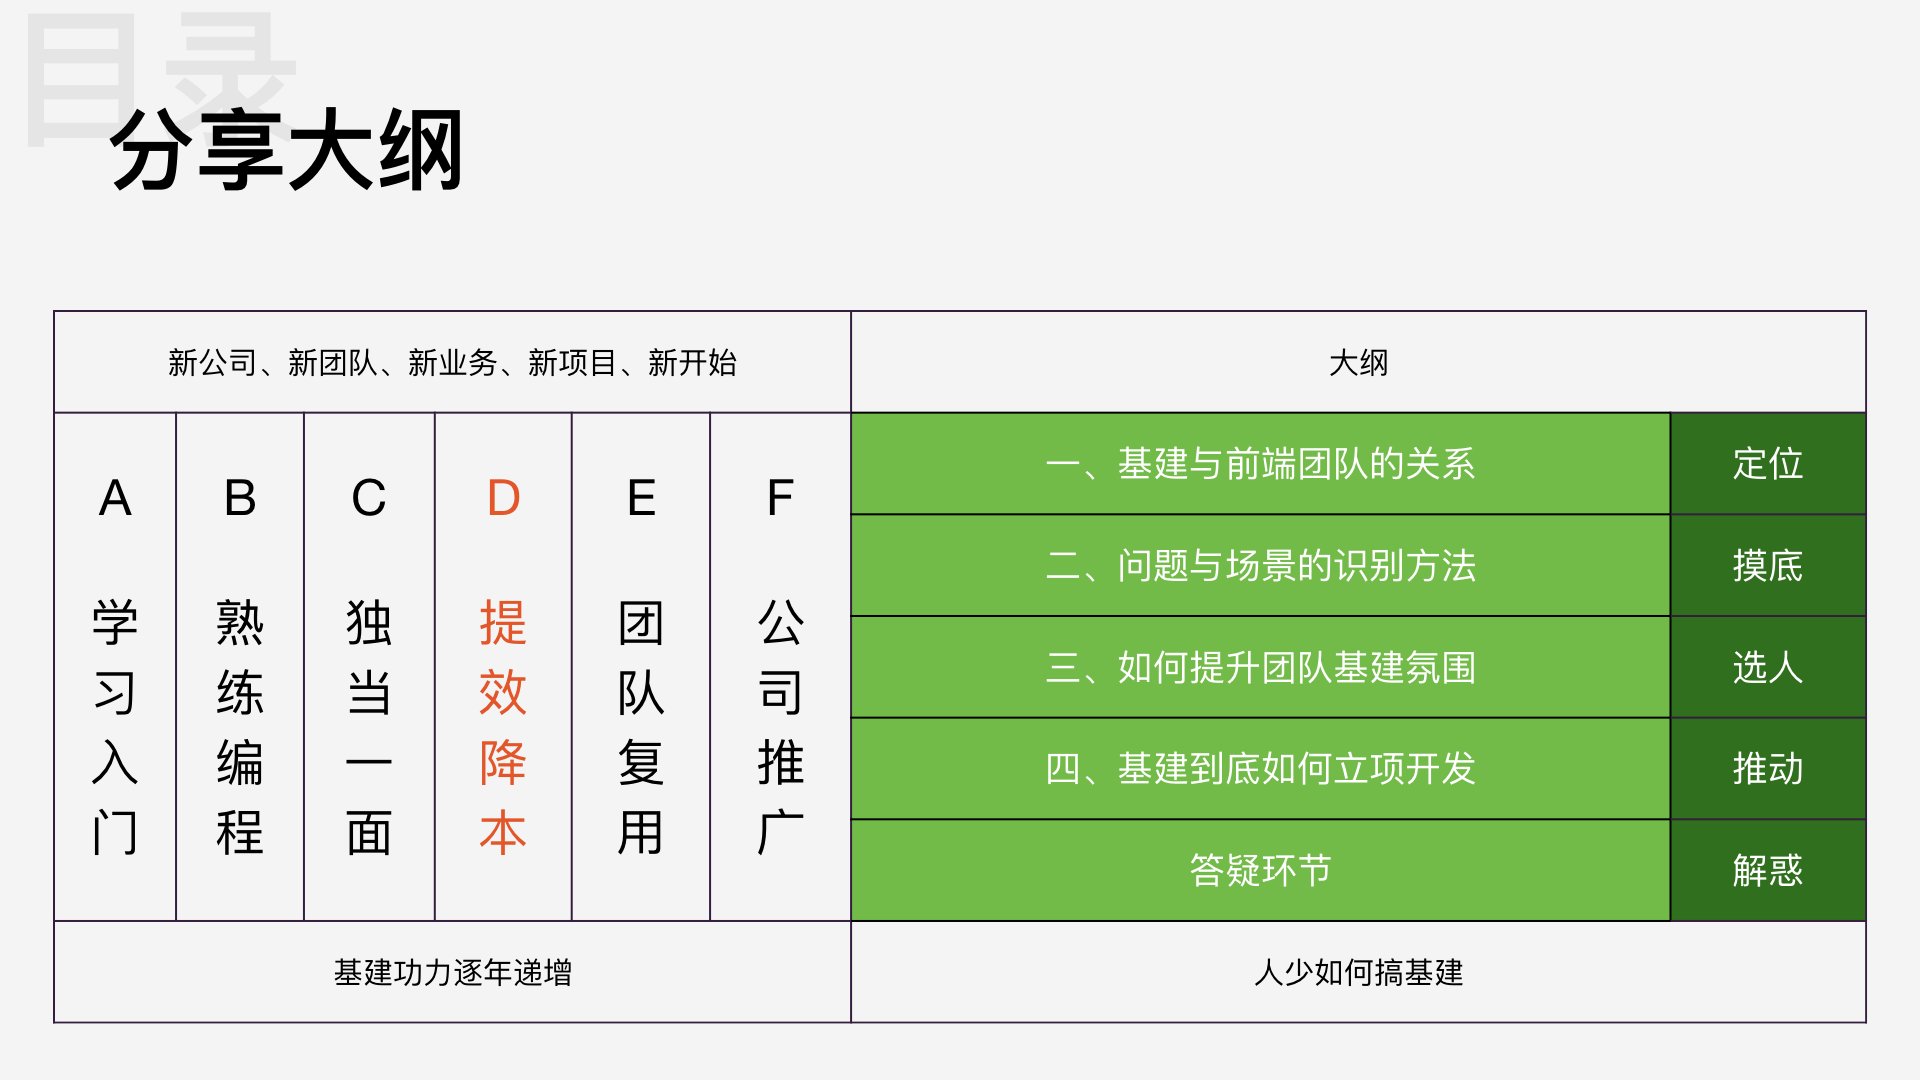 目录
分享大纲
新公司、新团队、新业务、新项目、新开始
大纲
A
学习入门
B
熟练编程
C
独当一面
D
提效降本
E
团队复用
F
公司推广
一、基建与前端团队的关系
定位
二、问题与场景的识别方法
摸底
三、如何提升团队基建氛围
选人
四、基建到底如何立项开发
推动
答疑环节
解惑
基建功力逐年递增
人少如何搞基建